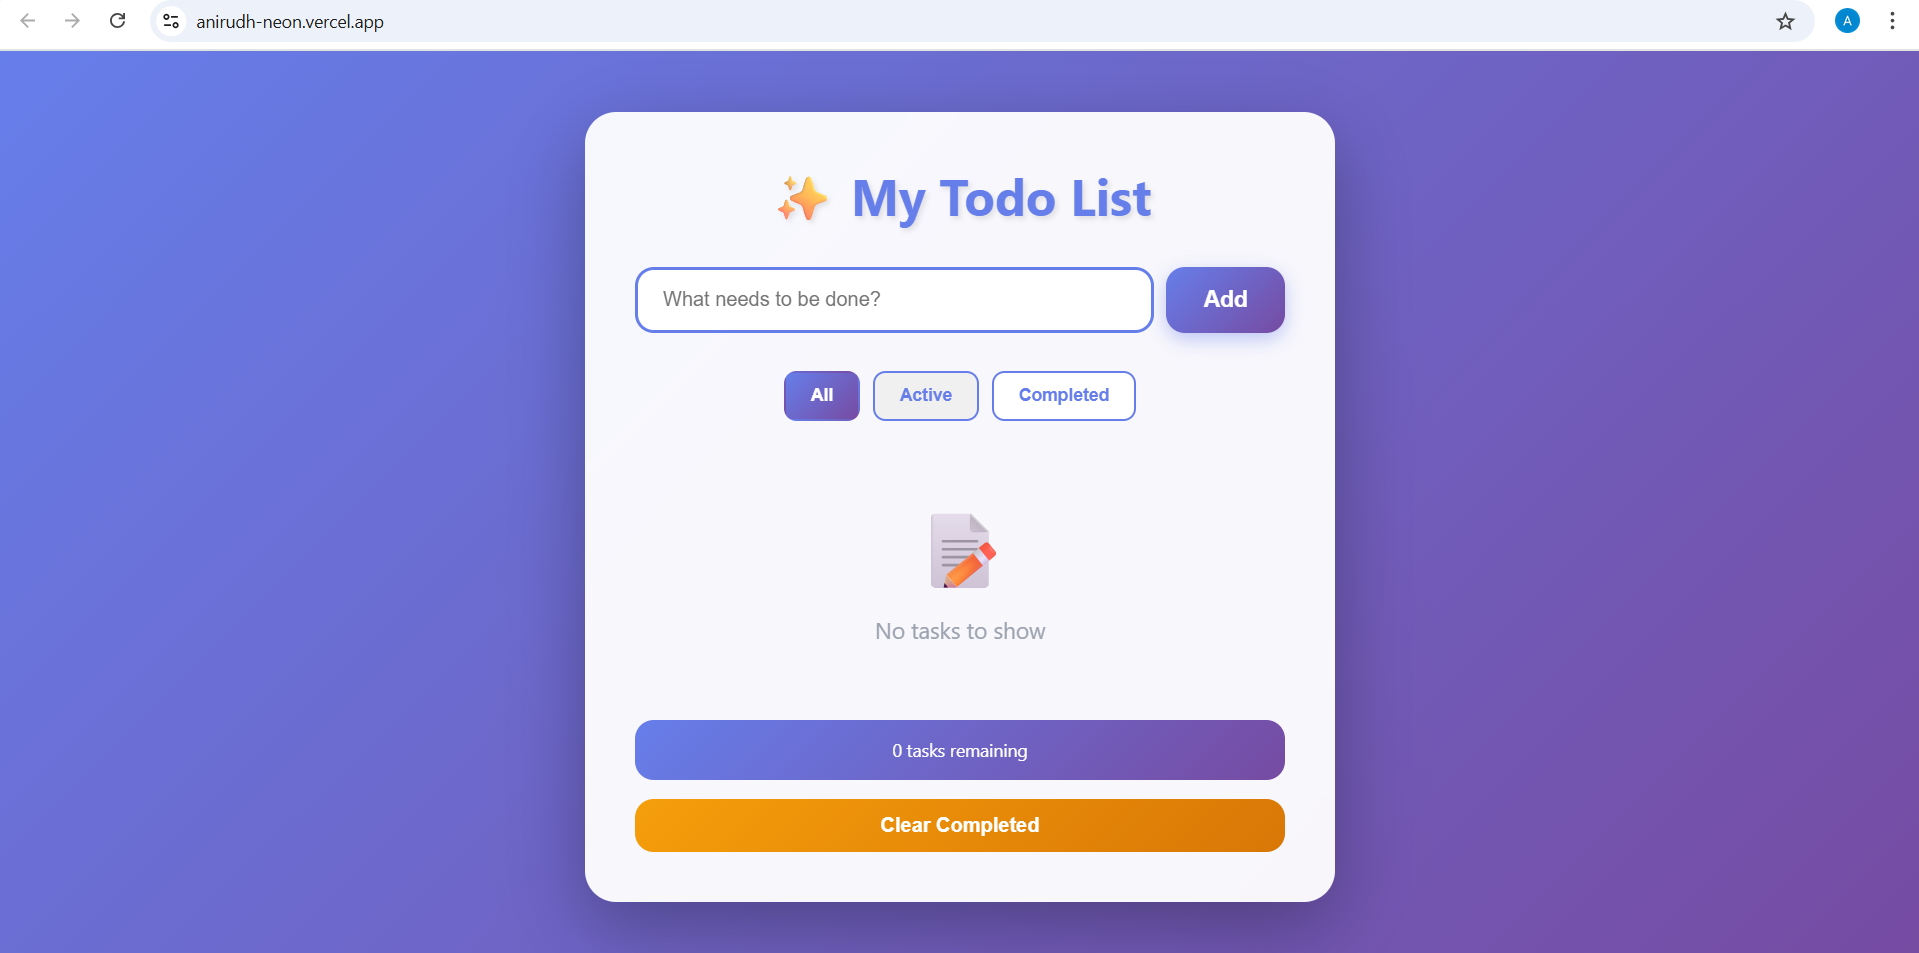 anirudh-neon.vercel.app
A
✨ My Todo List
What needs to be done?
Add
All
Active
Completed
No tasks to show
0 tasks remaining
Clear Completed